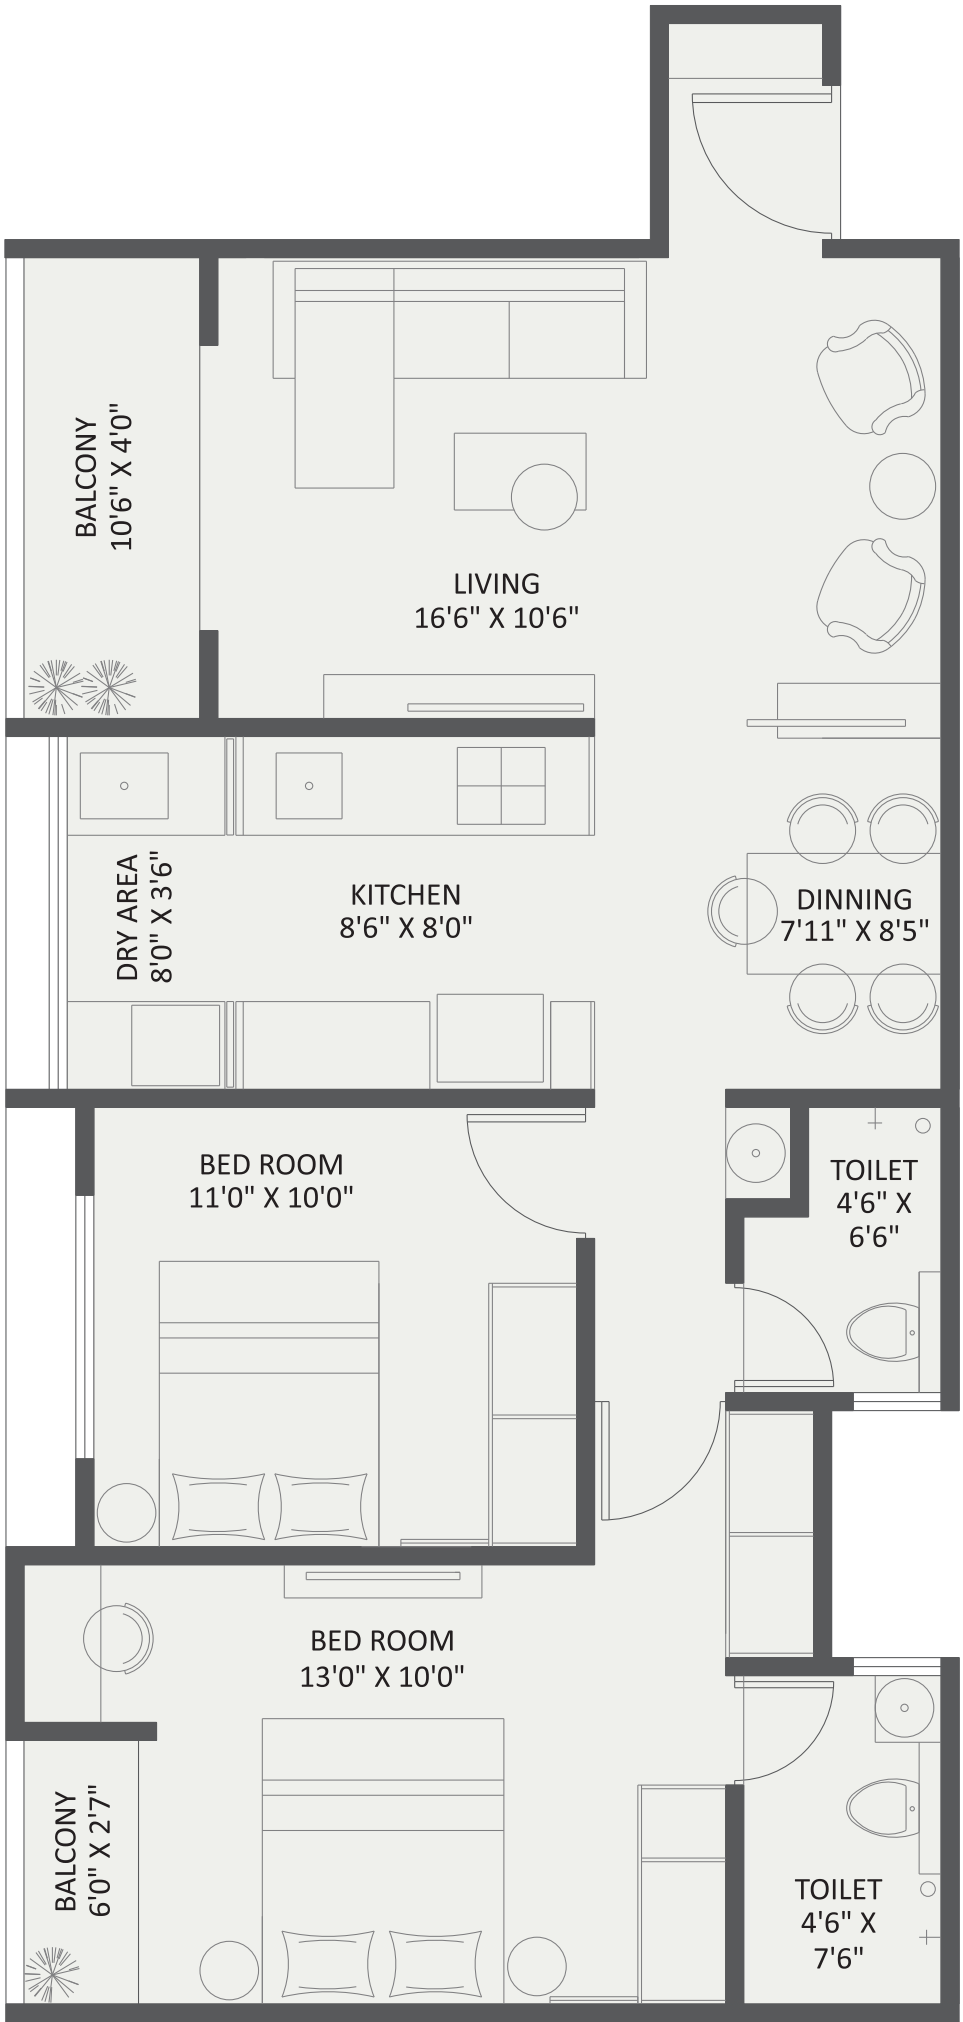 BALCONY
10'6" X 4'0"
LIVING
16'6" X 10'6"
DRY AREA
8'0" X 3'6"
KITCHEN
8'6" X 8'0"
DINNING
7'11" X 8'5"
BED ROOM
11'0" X 10'0"
TOILET
4'6" X
6'6"
BED ROOM
13'0" X 10'0"
BALCONY
6'0" X 2'7"
TOILET
4'6" X
7'6"